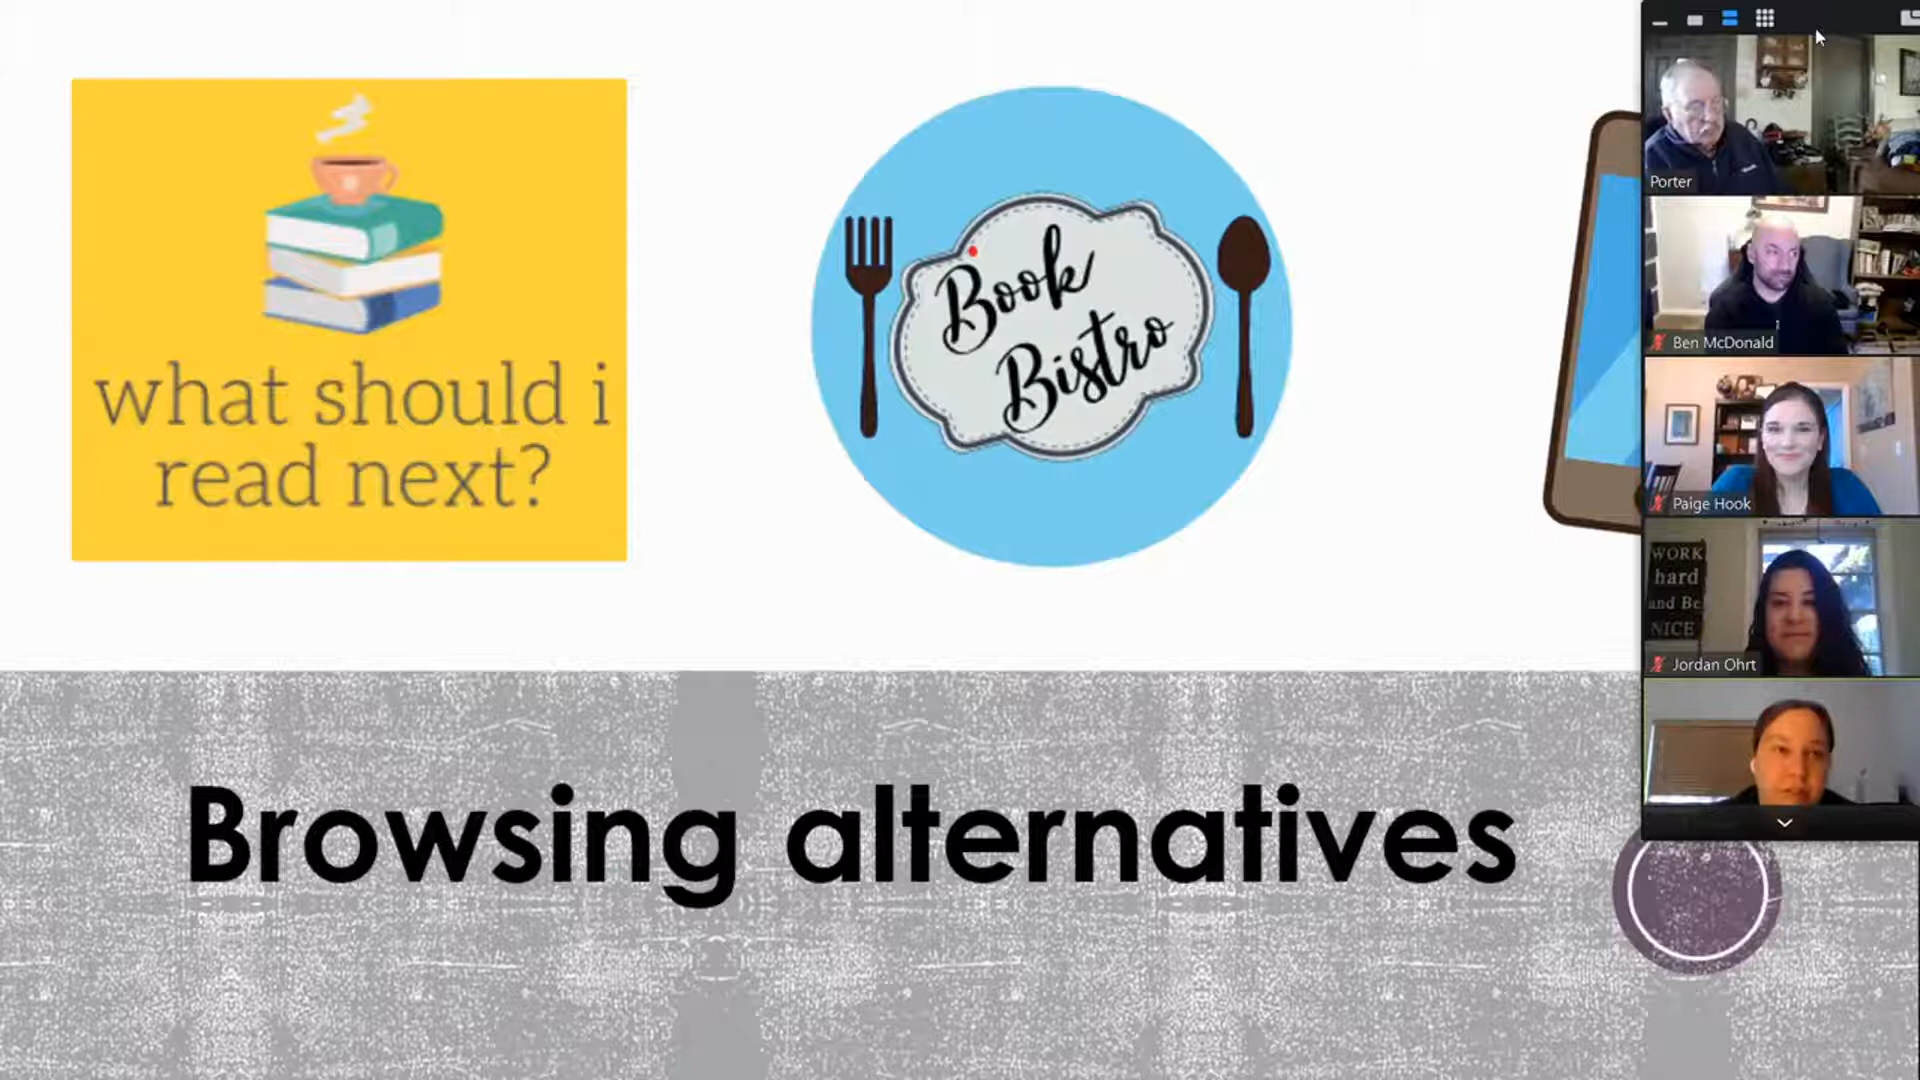 what should i
read next?
Book
Bistro
Browsing alternatives
Porter
Ben McDonald
Paige Hook
WORK
hard
and Be
NICE
Jordan Ohrt